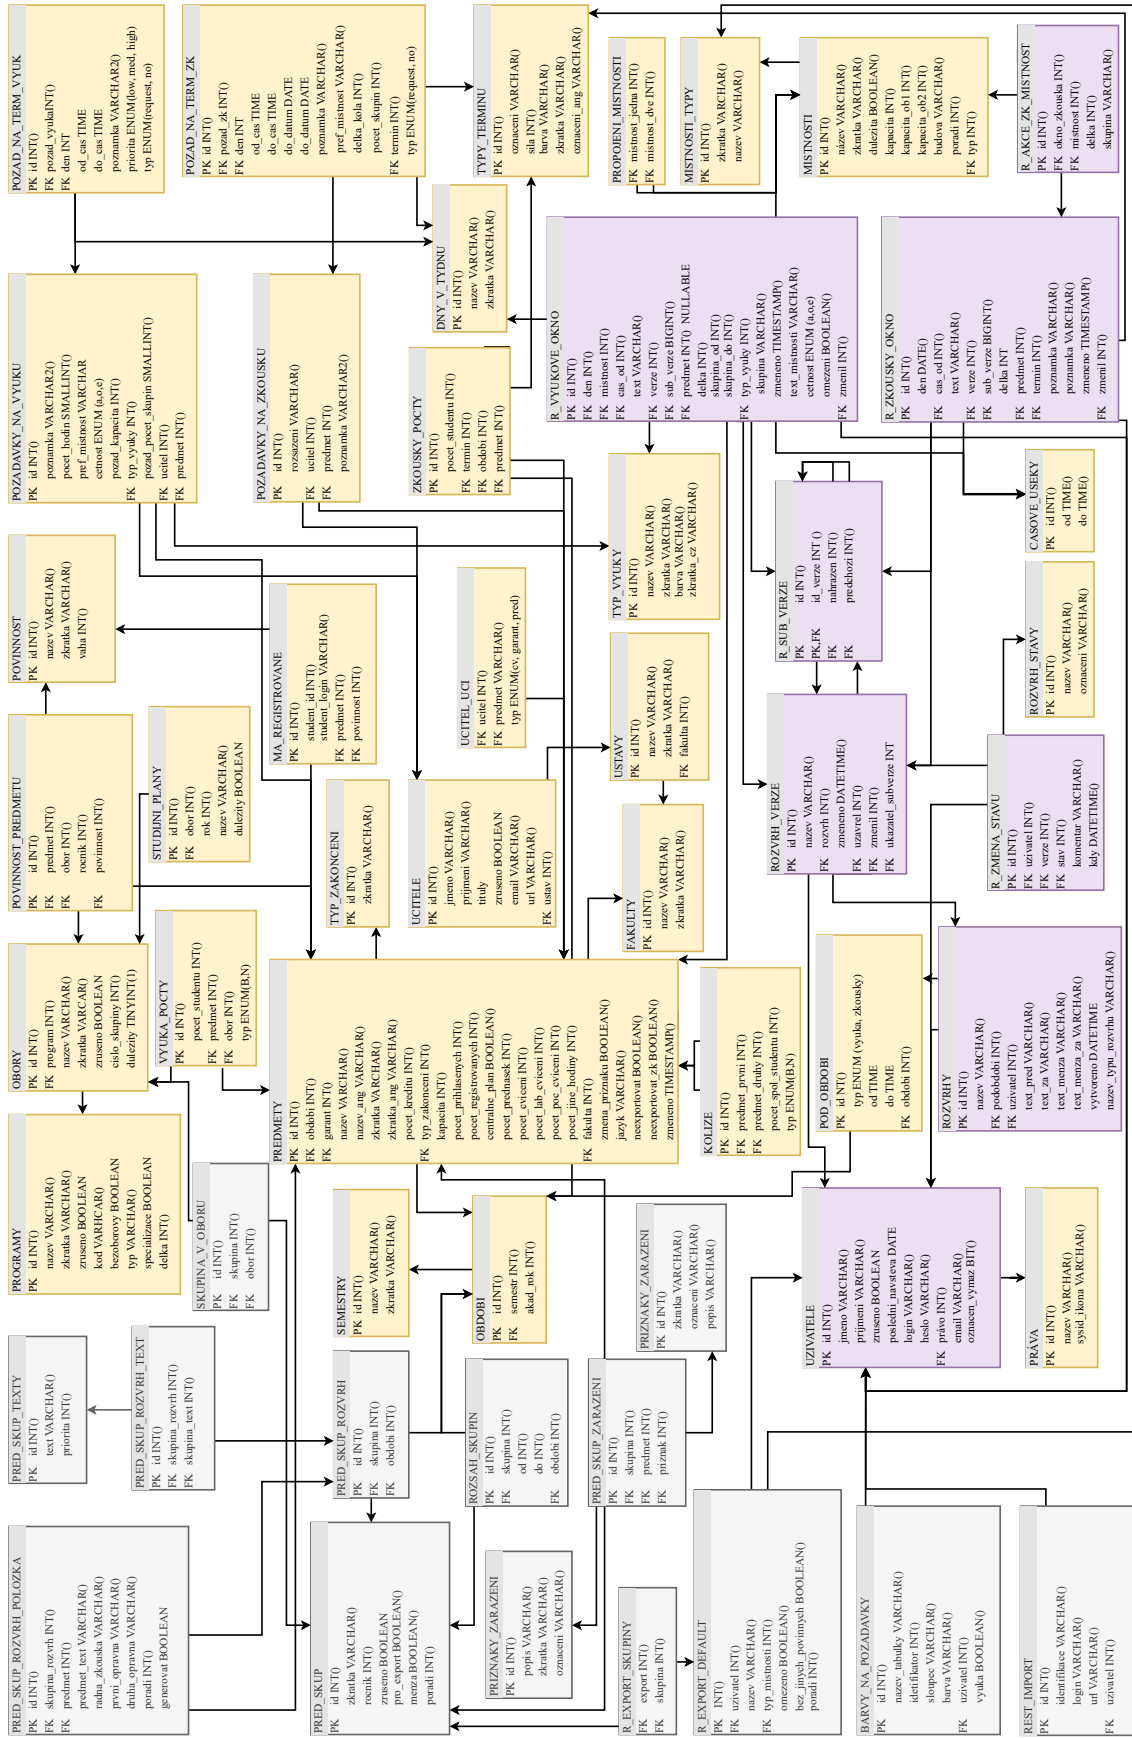 PRED_SKUP_ROZVRH_POLOZKA
PK id INT()
FK skupina_rozvrh INT()
FK predmet INT()
predmet_text VARCHAR()
radna_zkouska VARCHAR()
prvni_opravna VARCHAR()
druha_opravna VARCHAR()
poradi INT()
generovat BOOLEAN
PRED_SKUP_TEXTY
PK id INT()
text VARCHAR()
priorita INT()
PRED_SKUP_ROZVRH_TEXT
PK id INT()
FK skupina_rozvrh INT()
FK skupina_text INT()
PROGRAMY
PK id INT()
nazev VARCHAR()
zkratka VARCHAR()
zruseno BOOLEAN
kod VARHCAR()
bezoborovy BOOLEAN
typ VARCHAR()
specializace BOOLEAN
delka INT()
OBORY
PK id INT()
FK program INT()
nazev VARCHAR()
zkratka VARCAR()
zruseno BOOLEAN
cislo_skupiny INT()
dulezity TINYINT(1)
POVINNOST_PREDMETU
PK id INT()
FK predmet INT()
FK obor INT()
rocnik INT()
FK povinnost INT()
POVINNOST
PK id INT()
nazev VARCHAR()
zkratka VARCHAR()
vaha INT()
POZADAVKY_NA_VYUKU
PK id INT()
poznamka VARCHAR2()
pocet_hodin SMALLINT()
pref_mistnost VARCHAR
cetnost ENUM (a,o,e)
pozad_kapacita INT()
FK typ_vyuky INT()
pozad_pocet_skupin SMALLINT()
FK ucitel INT()
FK predmet INT()
POZAD_NA_TERM_VYUK
PK id INT()
FK pozad_vyukaINT()
FK den INT
od_cas TIME
do_cas TIME
poznamka VARCHAR2()
priorita ENUM(low, med, high)
typ ENUM(request, no)
SKUPINA_V_OBORU
PK id INT()
FK skupina INT()
FK obor INT()
VYUKA_POCTY
PK id INT()
pocet_studentu INT()
FK predmet INT()
FK obor INT()
typ ENUM(B,N)
STUDIJNI_PLANY
PK id INT()
FK obor INT()
rok INT()
nazev VARCHAR()
dulezity BOOLEAN
POZAD_NA_TERM_ZK
PK id INT()
FK pozad_zk INT()
FK den INT
od_cas TIME
do_cas TIME
do_datum DATE
do_datum DATE
poznamka VARCHAR()
pref_mistnost VARCHAR()
delka_kola INT()
pocet_skupin INT()
FK termin INT()
typ ENUM(request, no)
PRED_SKUP
PK id INT()
zkratka VARCHAR()
rocnik INT()
zruseno BOOLEAN
pro_export BOOLEAN()
menza BOOLEAN()
poradi INT()
PRED_SKUP_ROZVRH
PK id INT()
FK skupina INT()
FK obdobi INT()
SEMESTRY
PK id INT()
nazev VARCHAR()
zkratka VARCHAR()
PREDMETY
PK id INT()
FK obdobi INT()
FK garant INT()
nazev VARCHAR()
nazev_ang VARCHAR()
zkratka VARCHAR()
zkratka_ang VARCHAR()
pocet_kreditu INT()
FK typ_zakonceni INT()
kapacita INT()
pocet_prihlasenych INT()
pocet_registrovanych INT()
centralne_plan BOOLEAN()
pocet_prednasek INT()
pocet_cviceni INT()
pocet_lab_cviceni INT()
pocet_poc_cviceni INT()
pocet_jine_hodiny INT()
FK fakulta INT()
zmena_priznaku BOOLEAN()
jazyk VARCHAR()
neexportovat BOOLEAN()
neexportovat_zk BOOLEAN()
zmeneno TIMESTAMP()
MA_REGISTROVANE
PK id INT()
student_id INT()
student_login VARCHAR()
FK predmet INT()
FK povinnost INT()
POZADAVKY_NA_ZKOUSKU
PK id INT()
rozsazeni VARCHAR()
FK ucitel INT()
FK predmet INT()
poznamka VARCHAR2()
TYP_ZAKONCENI
PK id INT()
zkratka VARCHAR()
UCITELE
PK id INT()
jmeno VARCHAR()
prijmeni VARCHAR()
tituly
zruseno BOOLEAN
email VARCHAR()
url VARCHAR()
FK ustav INT()
ZKOUSKY_POCTY
PK id INT()
pocet_studentu INT()
FK termin INT()
FK obdobi INT()
FK predmet INT()
DNY_V_TYDNU
PK id INT()
nazev VARCHAR()
zkratka VARCHAR()
TYPY_TERMINU
PK id INT()
oznaceni VARCHAR()
sila INT()
barva VARCHAR()
zkratka VARCHAR()
oznaceni_ang VARCHAR()
ROZSAH_SKUPIN
PK id INT()
FK skupina INT()
od INT()
do INT()
FK obdobi INT()
OBDOBI
PK id INT()
FK semestr INT()
akad_rok INT()
UCITEL_UCI
FK ucitel INT()
FK predmet VARCHAR()
typ ENUM(cv, garant, pred)
PRIZNAKY_ZARAZENI
PK id INT()
popis VARCHAR()
zkratka VARCHAR()
oznaceni VARCHAR()
PRED_SKUP_ZARAZENI
PK id INT()
FK skupina INT()
FK predmet INT()
FK priznak INT()
PRIZNAKY_ZARAZENI
PK id INT()
zkratka VARCHAR()
oznaceni VARCHAR()
popis VARCHAR()
FAKULTY
PK id INT()
nazev VARCHAR()
zkratka VARCHAR()
USTAVY
PK id INT()
nazev VARCHAR()
zkratka VARCHAR()
FK fakulta INT()
TYP_VYUKY
PK id INT()
nazev VARCHAR()
zkratka VARCHAR()
barva VARCHAR()
zkratka_cz VARCHAR()
R_VYUKOVE_OKNO
PK id INT()
FK den INT()
FK mistnost INT()
FK cas_od INT()
text VARCHAR()
FK verze INT()
FK sub_verze BIGINT()
FK predmet INT() NULLABLE
delka INT()
skupina_od INT()
skupina_do INT()
FK typ_vyuky INT()
skupina VARCHAR()
zmeneno TIMESTAMP()
text_mistnosti VARCHAR()
cetnost ENUM (a,o,e)
omezeni BOOLEAN()
FK zmenil INT()
PROPOJENI_MISTNOSTI
FK mistnost_jedna INT()
FK mistnost_dve INT()
MISTNOSTI_TYPY
PK id INT()
zkratka VARCHAR()
nazev VARCHAR()
R_EXPORT_SKUPINY
FK export INT()
FK skupina INT()
R_EXPORT_DEFAULT
PK INT()
FK uzivatel INT()
nazev VARCHAR()
FK typ_mistnosti INT()
omezeno BOOLEAN()
bez_jinych_povinnych BOOLEAN()
poradi INT()
KOLIZE
PK id INT()
FK predmet_prvni INT()
FK predmet_druhy INT()
pocet_spol_studentu INT()
typ ENUM(B,N)
ROZVRH_VERZE
PK id INT()
nazev VARCHAR()
FK rozvrh INT()
zmeneno DATETIME()
FK uzavrel INT()
FK zmenil INT()
FK ukazatel_subverze INT
R_SUB_VERZE
PK id INT()
PK,FK id_verze INT ()
FK nahrazen INT()
FK predchozi INT()
MISTNOSTI
PK id INT()
název VARCHAR()
zkratka VARCHAR()
dulezita BOOLEAN()
kapacita INT()
kapacita_ob1 INT()
kapacita_ob2 INT()
budova VARCHAR()
poradi INT()
FK typ INT()
UZIVATELE
PK id INT()
jmeno VARCHAR()
prijmeni VARCHAR()
zruseno BOOLEAN
posledni_navsteva DATE
login VARCHAR()
heslo VARCHAR()
FK právo INT()
email VARCHAR()
oznacen_vymaz BIT()
POD_OBDOBI
PK id INT()
typ ENUM (vyuka, zkousky)
od TIME
do TIME
FK obdobi INT()
BARVY_NA_POZADAVKY
PK id INT()
nazev_tabulky VARCHAR()
idetifikator INT()
sloupec VARCHAR()
barva VARCHAR()
FK uzivatel INT()
vyuka BOOLEAN()
ROZVRHY
PK id INT()
nazev VARCHAR()
FK podobdobi INT()
FK uzivatel INT()
text_pred VARCHAR()
text_za VARCHAR()
text_menza VARCHAR()
text_menza_za VARCHAR()
vytvoreno DATETIME
nazev_typu_rozvrhu VARCHAR()
R_ZKOUSKY_OKNO
PK id INT()
den DATE()
FK cas_od INT()
text VARCHAR()
FK verze INT()
FK sub_verze BIGINT()
delka INT
FK predmet INT()
FK termin INT()
poznamka VARCHAR()
poznamka VARCHAR()
zmeneno TIMESTAMP()
FK zmenil INT()
R_ZMENA_STAVU
PK id INT()
FK uzivatel INT()
FK verze INT()
FK stav INT()
komentar VARCHAR()
kdy DATETIME()
R_AKCE_ZK_MISTNOST
PK id INT()
FK okno_zkouska INT()
FK mistnost INT()
delka INT()
skupina VARCHAR()
REST_IMPORT
PK id INT()
identifikace VARCHAR()
login VARCHAR()
url VARCHAR()
FK uzivatel INT()
PRÁVA
PK id INT()
nazev VARCHAR()
sysid_ikona VARCHAR()
ROZVRH_STAVY
PK id INT()
nazev VARCHAR()
oznaceni VARCHAR()
CASOVE_USEKY
PK id INT()
od TIME()
do TIME()